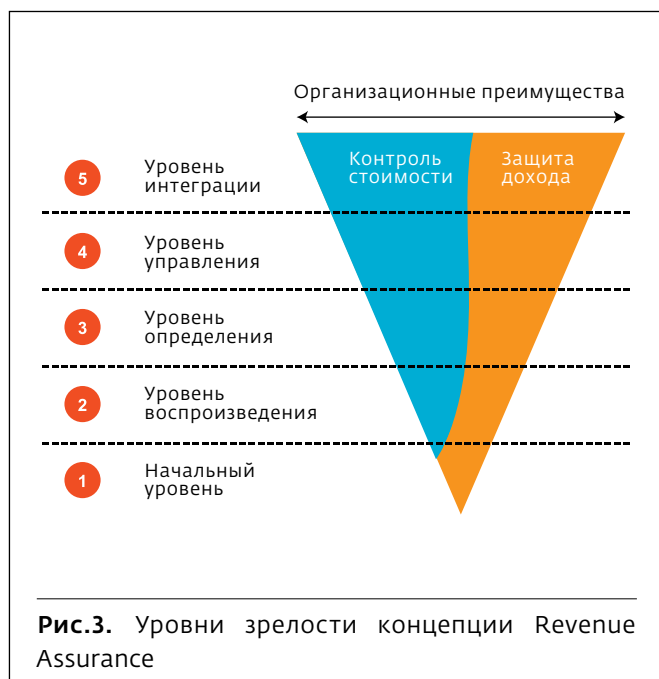 Организационные преимущества
Контроль
стоимости
Защита
дохода
5
Уровень
интеграции
4
Уровень
управления
3
Уровень
определения
2
Уровень
воспроизведения
1
Начальный
уровень
Рис.3. Уровни зрелости концепции Revenue
Assurance